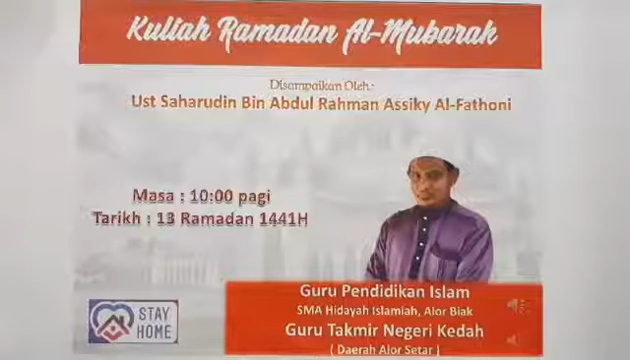 Kuliah Ramadan Al-Mubarak
Disampaikan Oleh:
Ust Saharudin Bin Abdul Rahman Assiky Al-Fathoni
Masa : 10:00 pagi
Tarikh : 13 Ramadan 1441H
Guru Pendidikan Islam
SMA Hidayah Islamiah, Alor Biak
Guru Takmir Negeri Kedah
( Daerah Alor Setar )
STAY
HOME